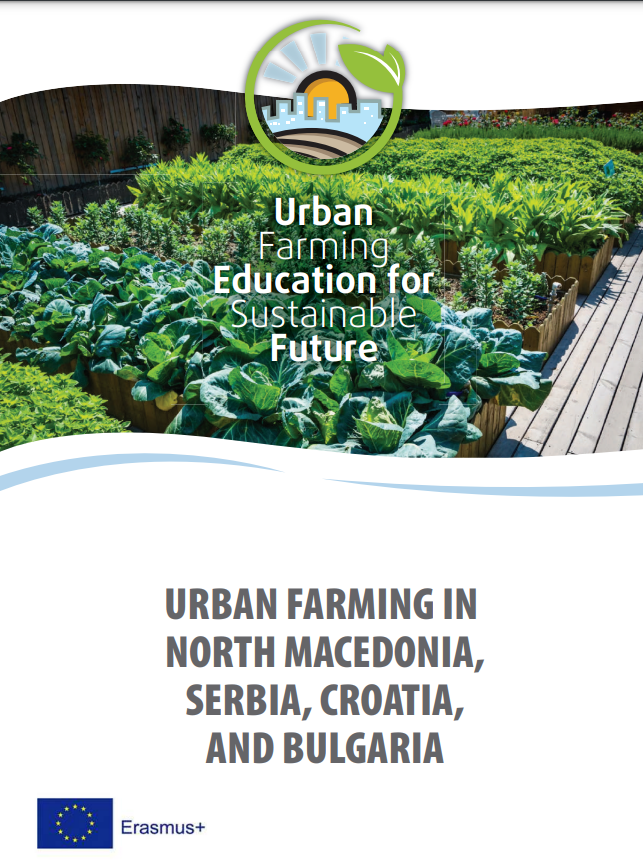 Urban
Farming
Education for
Sustainable
Future
URBAN FARMING IN
NORTH MACEDONIA,
SERBIA, CROATIA,
AND BULGARIA
Erasmus+